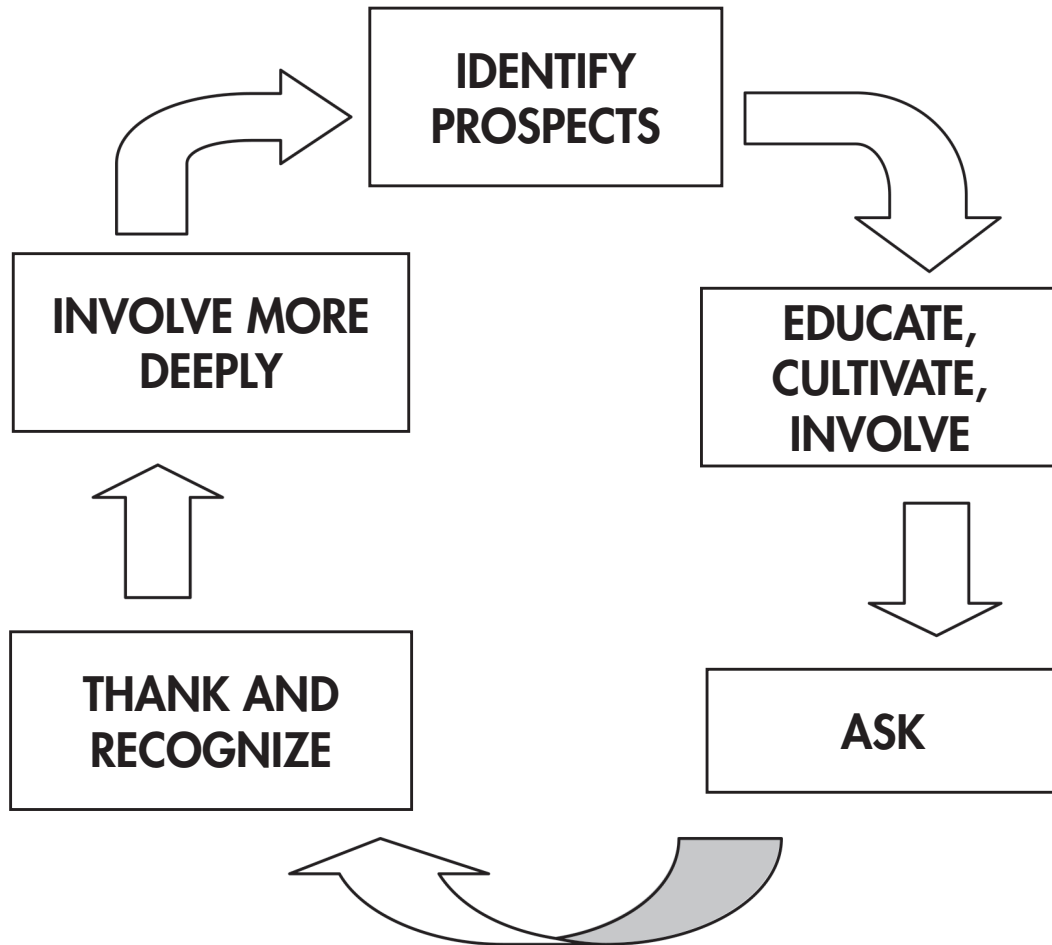 IDENTIFY
PROSPECTS
EDUCATE,
CULTIVATE,
INVOLVE
ASK
THANK AND
RECOGNIZE
INVOLVE MORE
DEEPLY